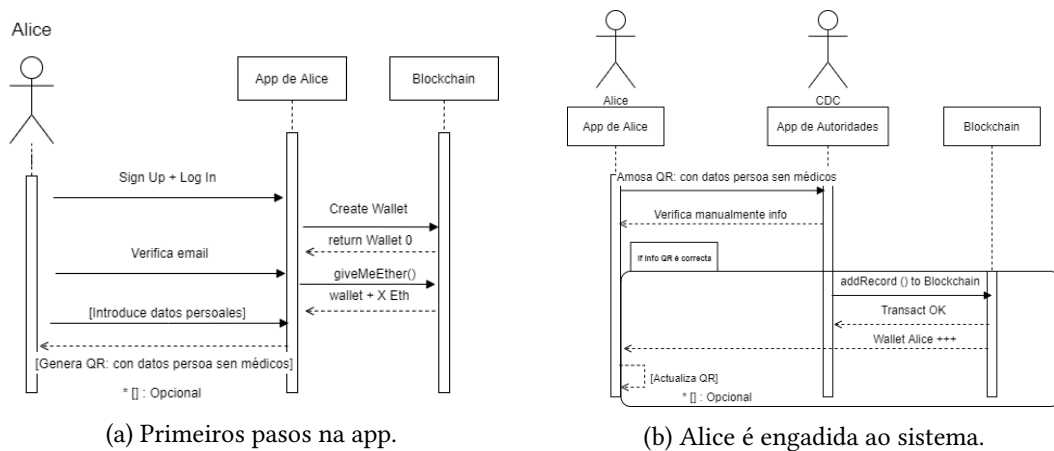 Alice
App de Alice
Blockchain
Sign Up + Log In
Create Wallet
return Wallet 0
Verifica email
giveMeEther()
wallet + X Eth
[Introduce datos persoales]
[Genera QR: con datos persoa sen médicos]
* [] : Opcional
(a) Primeiros pasos na app.
Alice
CDC
App de Alice
App de Autoridades
Blockchain
Amosa QR: con datos persoa sen médicos
Verifica manualmente info
If Info QR é correcta
addRecord () to Blockchain
Transact OK
Wallet Alice +++
[Actualiza QR]
* [] : Opcional
(b) Alice é engadida ao sistema.